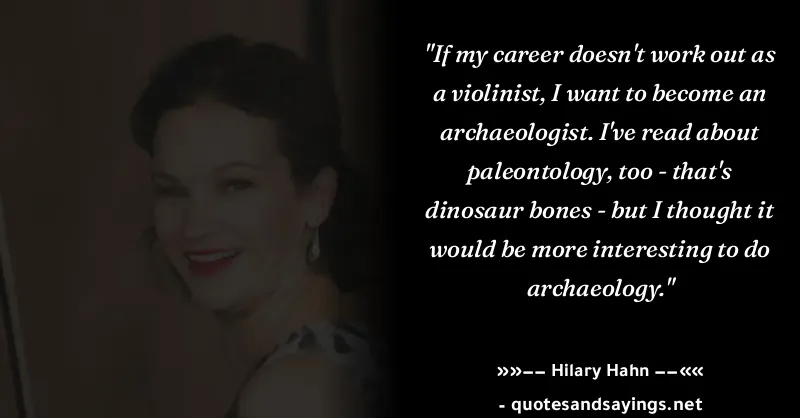 "If my career doesn't work out as
a violinist, I want to become an
archaeologist. I've read about
paleontology, too - that's
dinosaur bones - but I thought it
would be more interesting to do
archaeology."
»»−− Hilary Hahn −−««
- quotesandsayings.net